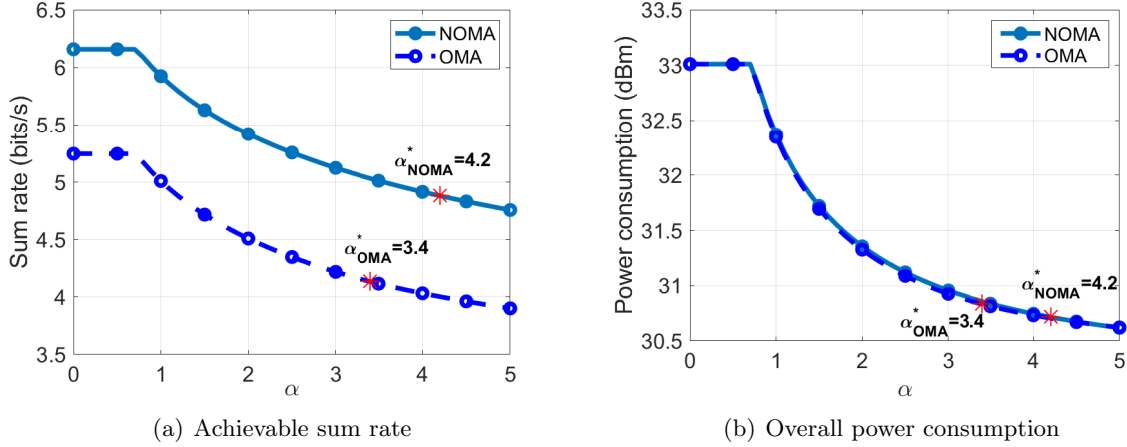 6.5
6
5.5
5
4.5
4
3.5
Sum rate (bits/s)
NOMA
OMA
α*NOMA=4.2
α*OMA=3.4
0 1 2 3 4 5
α
(a) Achievable sum rate
33.5
33
32.5
32
31.5
31
30.5
Power consumption (dBm)
NOMA
OMA
α*NOMA=4.2
α*OMA=3.4
0 1 2 3 4 5
α
(b) Overall power consumption